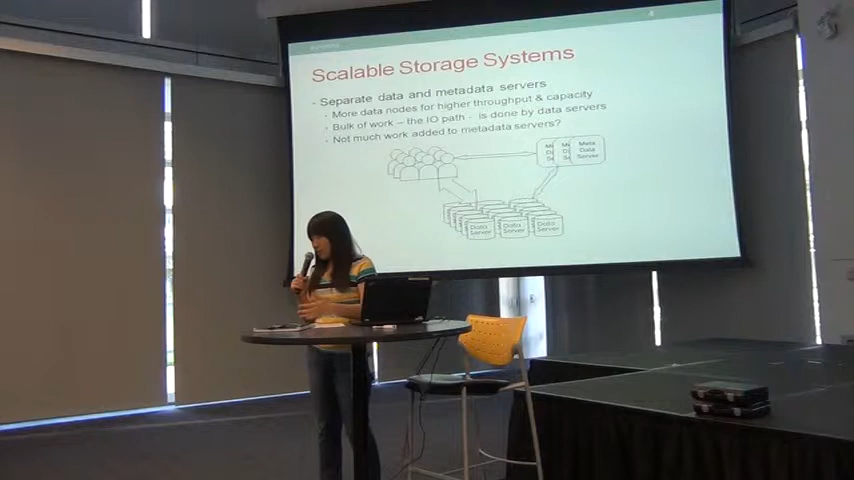 Scalable Storage Systems
• Separate data and metadata servers
• More data nodes for higher throughput & capacity
• Bulk of work – the IO path - is done by data servers
• Not much work added to metadata servers?
Meta
Data
Server
Data
Server
Data
Server
Data
Server